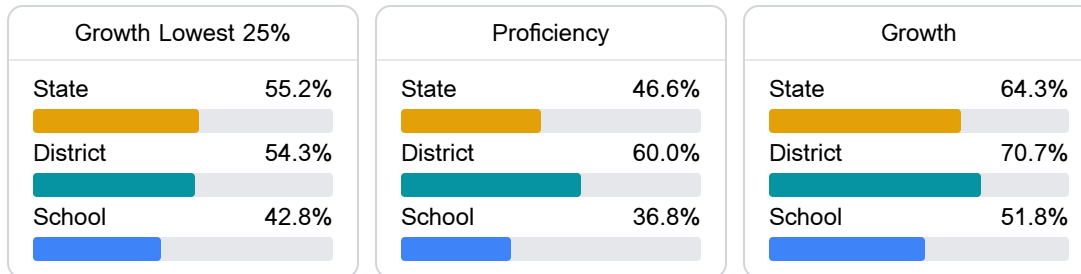 Growth Lowest 25%
State 55.2%
District 54.3%
School 42.8%
Proficiency
State 46.6%
District 60.0%
School 36.8%
Growth
State 64.3%
District 70.7%
School 51.8%